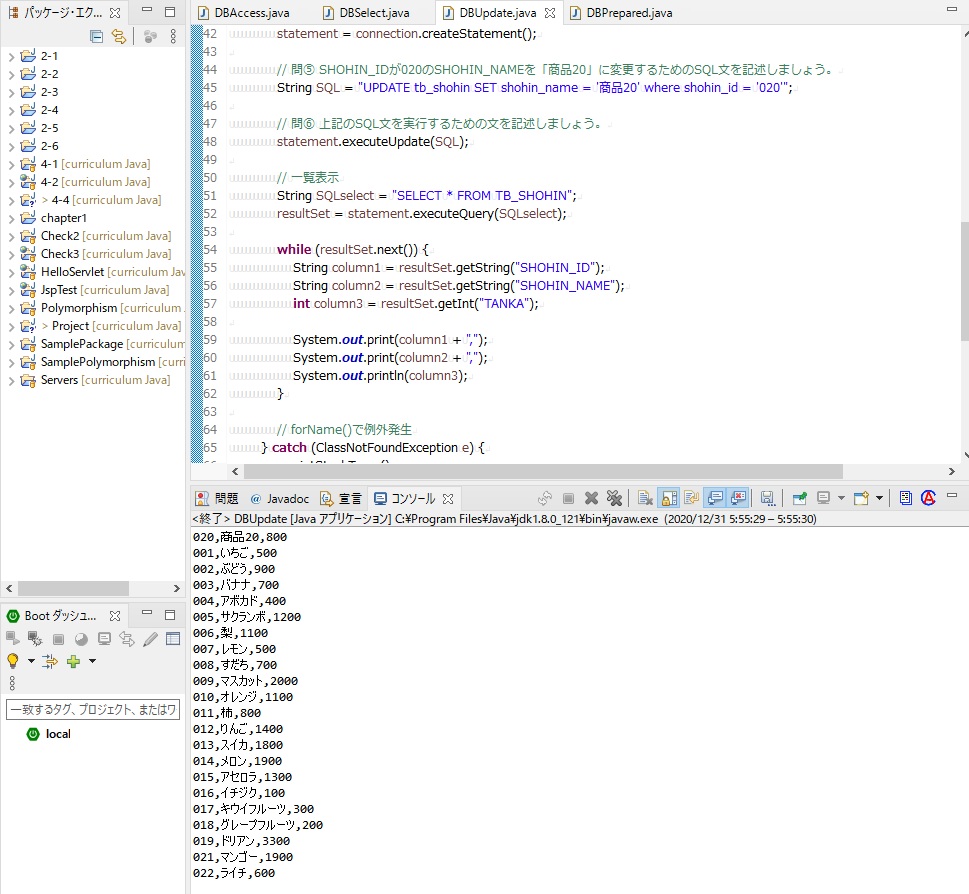 パッケージ・エク...
2-1
2-2
2-3
2-4
2-5
2-6
4-1 [curriculum Java]
4-2 [curriculum Java]
> 4-4 [curriculum Java]
chapter1
Check2 [curriculum Java]
Check3 [curriculum Java]
HelloServlet [curriculum Jav
JspTest [curriculum Java]
Polymorphism [curriculum
> Project [curriculum Java]
SamplePackage [curriculum
SamplePolymorphism [curri
Servers [curriculum Java]
Boot ダッシュ...
一致するタグ、プロジェクト、またはワ
local
DBAccess.java DBSelect.java DBUpdate.java DBPrepared.java
42 statement = connection.createStatement();
43
44 // 問⑤ SHOHIN_IDが020のSHOHIN_NAMEを「商品20」に変更するためのSQL文を記述しましょう。
45 String SQL = "UPDATE tb_shohin SET shohin_name = '商品20' where shohin_id = '020'";
46
47 // 問⑥ 上記のSQL文を実行するための文を記述しましょう。
48 statement.executeUpdate(SQL);
49
50 // 一覧表示
51 String SQLselect = "SELECT * FROM TB_SHOHIN";
52 resultSet = statement.executeQuery(SQLselect);
53
54 while (resultSet.next()) {
55 String column1 = resultSet.getString("SHOHIN_ID");
56 String column2 = resultSet.getString("SHOHIN_NAME");
57 int column3 = resultSet.getInt("TANKA");
58
59 System.out.print(column1 + ",");
60 System.out.print(column2 + ",");
61 System.out.println(column3);
62 }
63
64 // forName()で例外発生
65 } catch (ClassNotFoundException e) {
問題 @ Javadoc 宣言 コンソール
<終了> DBUpdate [Java アプリケーション] C:¥Program Files¥Java¥jdk1.8.0_121¥bin¥javaw.exe (2020/12/31 5:55:29 – 5:55:30)
020,商品20,800
001,いちご,500
002,ぶどう,900
003,バナナ,700
004,アボカド,400
005,サクランボ,1200
006,梨,1100
007,レモン,500
008,すだち,700
009,マスカット,2000
010,オレンジ,1100
011,柿,800
012,りんご,1400
013,スイカ,1800
014,メロン,1900
015,アセロラ,1300
016,イチジク,100
017,キウイフルーツ,300
018,グレープフルーツ,200
019,ドリアン,3300
021,マンゴー,1900
022,ライチ,600